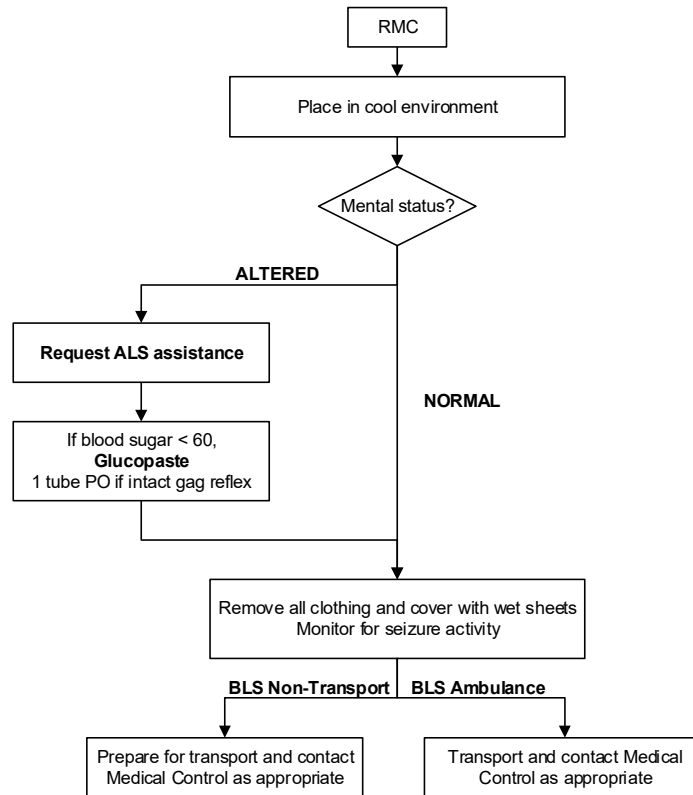 RMC
Place in cool environment
Mental status?
ALTERED
Request ALS assistance
NORMAL
If blood sugar < 60,
Glucopaste
1 tube PO if intact gag reflex
Remove all clothing and cover with wet sheets
Monitor for seizure activity
BLS Non-Transport
BLS Ambulance
Prepare for transport and contact
Medical Control as appropriate
Transport and contact Medical
Control as appropriate